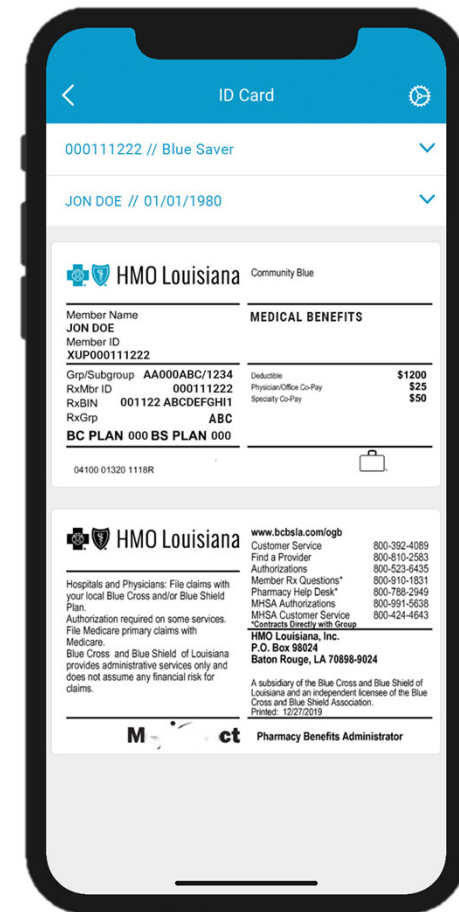 ID Card
000111222 // Blue Saver
JON DOE // 01/01/1980
HMO Louisiana
Community Blue
Member Name
JON DOE
Member ID
XUP000111222
MEDICAL BENEFITS
Grp/Subgroup AA000ABC/1234
RxMbr ID 000111222
RxBIN 001122 ABCDEFGHI1
RxGrp ABC
BC PLAN 000 BS PLAN 000
Deductible $1200
Physician/Office Co-Pay $25
Specialty Co-Pay $50
04100 01320 1118R
HMO Louisiana
Hospitals and Physicians: File claims with
your local Blue Cross and/or Blue Shield
Plan.
Authorization required on some services.
File Medicare primary claims with
Medicare.
Blue Cross and Blue Shield of Louisiana
provides administrative services only and
does not assume any financial risk for
claims.
www.bcbsla.com/ogb
Customer Service 800-392-4089
Find a Provider 800-810-2583
Authorizations 800-523-6435
Member Rx Questions* 800-910-1831
Pharmacy Help Desk* 800-788-2949
MHSA Authorizations 800-991-5638
MHSA Customer Service 800-424-4643
*Contracts Directly with Group
HMO Louisiana, Inc.
P.O. Box 98024
Baton Rouge, LA 70898-9024
A subsidiary of the Blue Cross and Blue Shield of
Louisiana and an independent licensee of the Blue
Cross and Blue Shield Association.
Printed: 12/27/2019
Pharmacy Benefits Administrator